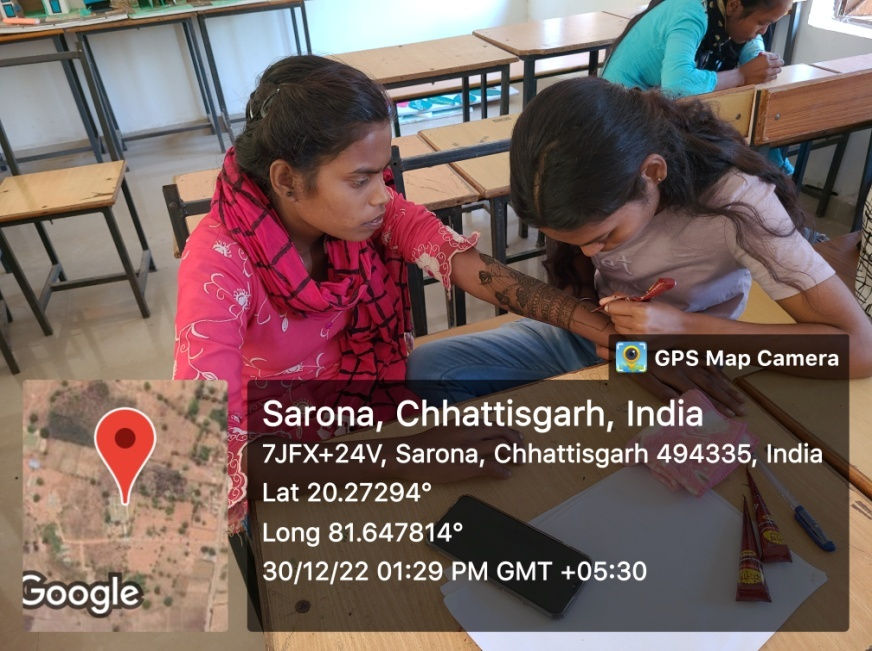 GPS Map Camera
Sarona, Chhattisgarh, India
7JFX+24V, Sarona, Chhattisgarh 494335, India
Lat 20.27294°
Long 81.647814°
30/12/22 01:29 PM GMT +05:30
Google